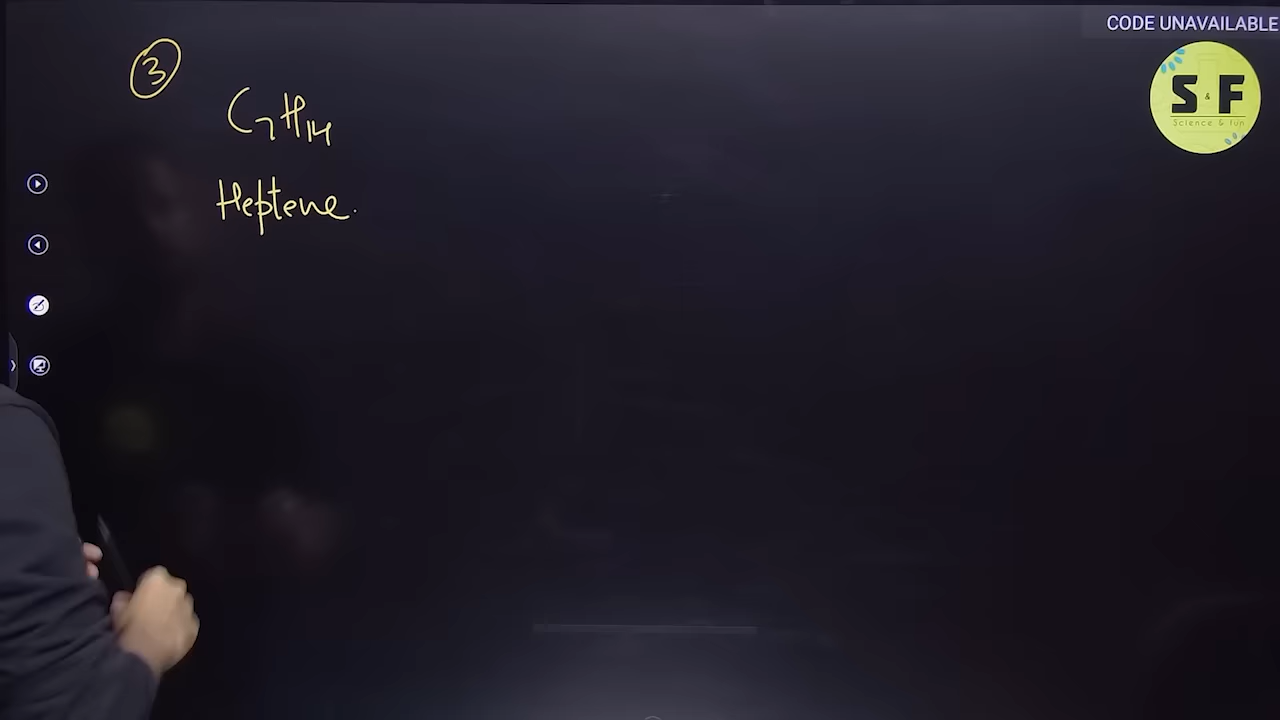 CODE UNAVAILABLE
S & F
Science & fun
3
C7H14
Heptene.